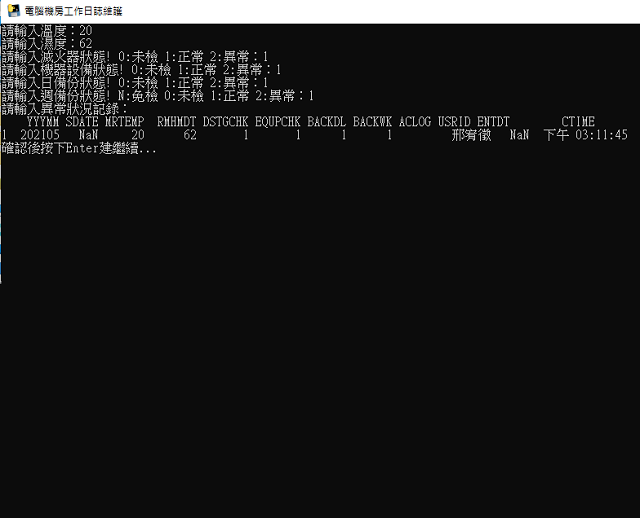 電腦機房工作日誌維護
請輸入溫度：20
請輸入濕度：62
請輸入滅火器狀態! 0:未檢 1:正常 2:異常：1
請輸入機器設備狀態! 0:未檢 1:正常 2:異常：1
請輸入日備份狀態! 0:未檢 1:正常 2:異常：1
請輸入週備份狀態! N:免檢 0:未檢 1:正常 2:異常：1
請輸入異常狀況記錄：
YYYMM SDATE MRTEMP RMHMDT DSTGCHK EQUPCHK BACKDL BACKWK ACLOG USRID ENTDT CTIME
1 202105 NaN 20 62 1 1 1 1 邢宥徵 NaN 下午 03:11:45
確認後按下Enter建繼續...